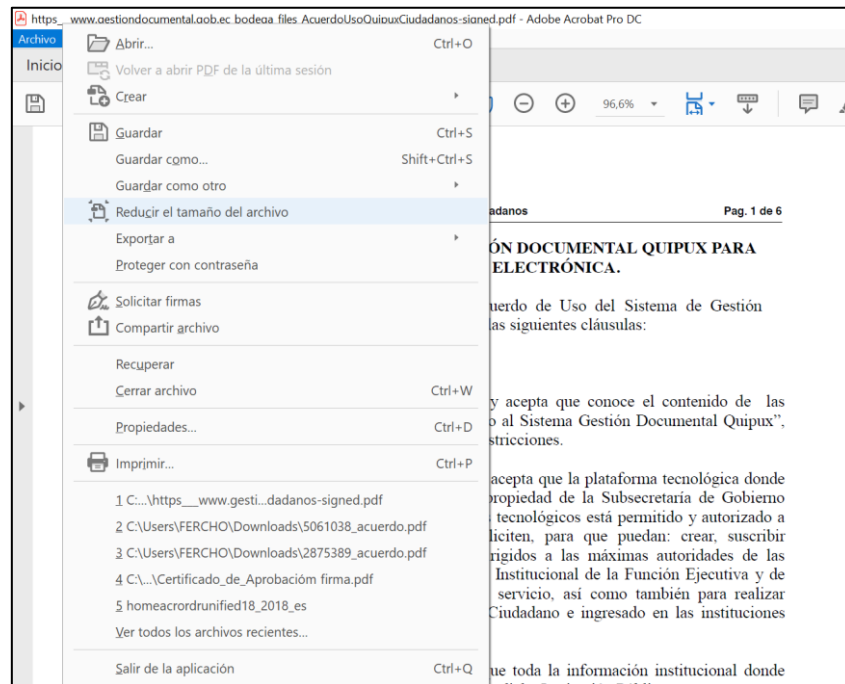 https__www.gestiondocumental.gob.ec_bodega_files_AcuerdoUsoQuipuxCiudadanos-signed.pdf - Adobe Acrobat Pro DC
Archivo
Inicio
Abrir... Ctrl+O
Volver a abrir PDF de la última sesión
Crear
96,6%
Guardar Ctrl+S
Guardar como... Shift+Ctrl+S
Guardar como otro
Reducir el tamaño del archivo
Exportar a
Proteger con contraseña
Solicitar firmas
Compartir archivo
Recuperar
Cerrar archivo Ctrl+W
Propiedades... Ctrl+D
Imprimir... Ctrl+P
1 C:...\https___www.gesti...dadanos-signed.pdf
2 C:\Users\FERCHO\Downloads\5061038_acuerdo.pdf
3 C:\Users\FERCHO\Downloads\2875389_acuerdo.pdf
4 C:\...\Certificado_de_Aprobacióm firma.pdf
5 homeacrordrunified18_2018_es
Ver todos los archivos recientes...
Salir de la aplicación Ctrl+Q
adanos Pag. 1 de 6
ÓN DOCUMENTAL QUIPUX PARA
ELECTRÓNICA.
uerdo de Uso del Sistema de Gestión
las siguientes cláusulas:
y acepta que conoce el contenido de las
o al Sistema Gestión Documental Quipux”,
stricciones.
acepta que la plataforma tecnológica donde
propiedad de la Subsecretaría de Gobierno
s tecnológicos está permitido y autorizado a
liciten, para que puedan: crear, suscribir
rigidos a las máximas autoridades de las
Institucional de la Función Ejecutiva y de
servicio, así como también para realizar
Ciudadano e ingresado en las instituciones
ue toda la información institucional donde